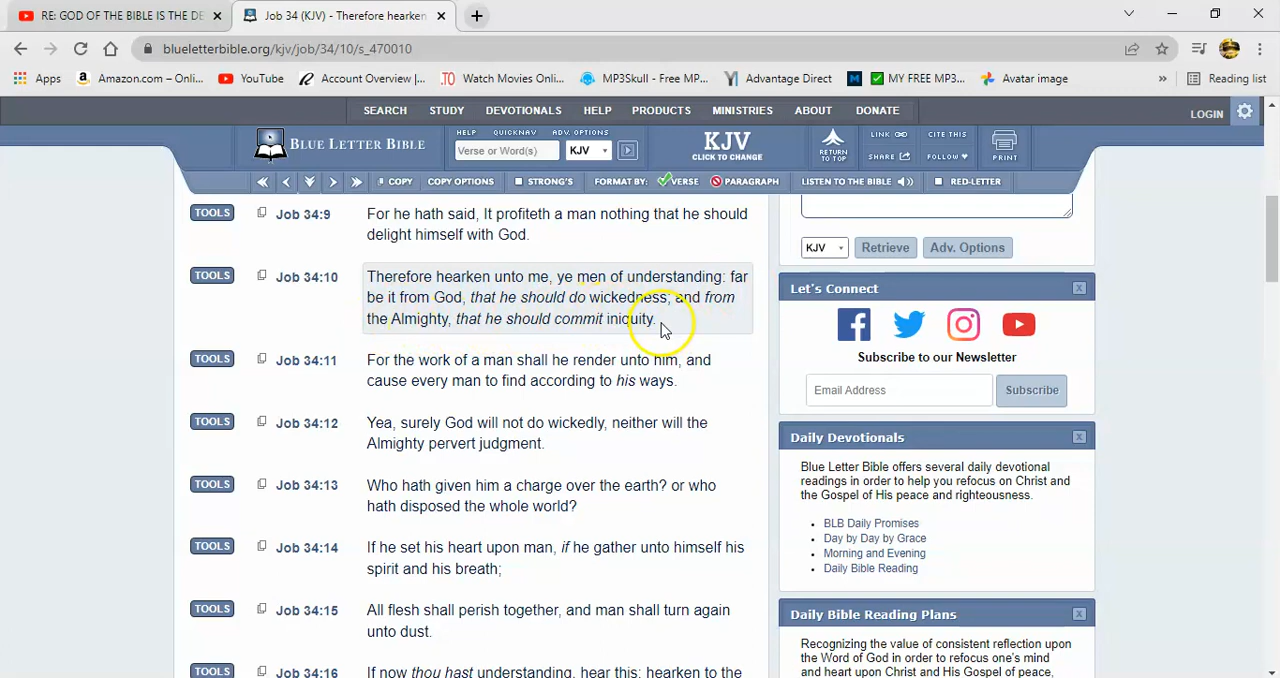 RE: GOD OF THE BIBLE IS THE DE
Job 34 (KJV) - Therefore hearken
blueletterbible.org/kjv/job/34/10/s_470010
Apps Amazon.com – Onli... YouTube Account Overview |... TO Watch Movies Onlin... MP3Skull - Free MP... Advantage Direct M MY FREE MP3... Avatar image » Reading list
SEARCH STUDY DEVOTIONALS HELP PRODUCTS MINISTRIES ABOUT DONATE LOGIN
BLUE LETTER BIBLE
HELP QUICKNAV ADV. OPTIONS
Verse or Word(s) KJV
KJV
CLICK TO CHANGE
RETURN
TO TOP
LINK CITE THIS
SHARE FOLLOW
PRINT
COPY COPY OPTIONS STRONG'S FORMAT BY: VERSE PARAGRAPH LISTEN TO THE BIBLE RED-LETTER
TOOLS Job 34:9 For he hath said, It profiteth a man nothing that he should
delight himself with God.
TOOLS Job 34:10 Therefore hearken unto me, ye men of understanding: far
be it from God, that he should do wickedness; and from
the Almighty, that he should commit iniquity.
TOOLS Job 34:11 For the work of a man shall he render unto him, and
cause every man to find according to his ways.
TOOLS Job 34:12 Yea, surely God will not do wickedly, neither will the
Almighty pervert judgment.
TOOLS Job 34:13 Who hath given him a charge over the earth? or who
hath disposed the whole world?
TOOLS Job 34:14 If he set his heart upon man, if he gather unto himself his
spirit and his breath;
TOOLS Job 34:15 All flesh shall perish together, and man shall turn again
unto dust.
TOOLS Job 34:16 If now thou hast understanding, hear this: hearken to the
KJV Retrieve Adv. Options
Let's Connect
Subscribe to our Newsletter
Email Address Subscribe
Daily Devotionals
Blue Letter Bible offers several daily devotional
readings in order to help you refocus on Christ and
the Gospel of His peace and righteousness.
BLB Daily Promises
Day by Day by Grace
Morning and Evening
Daily Bible Reading
Daily Bible Reading Plans
Recognizing the value of consistent reflection upon
the Word of God in order to refocus one's mind
and heart upon Christ and His Gospel of peace,